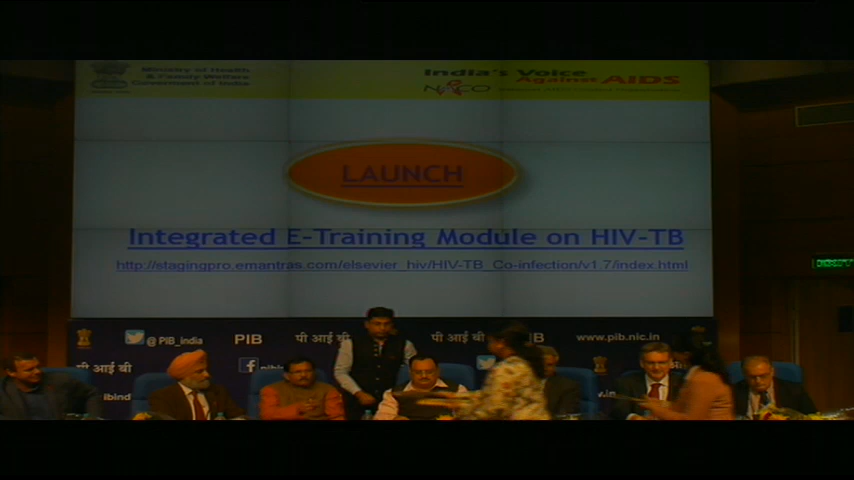 Ministry of Health
& Family Welfare
Government of India
India's Voice
Against AIDS
NACO
LAUNCH
Integrated E-Training Module on HIV-TB
http://etagingpro.emantras.com/elsevier_hiv/HIV-TB_Co-infection/v1.7/index.html
@PIB_india
PIB
पी आई बी
PIB
www.pib.nic.in
पी आई बी